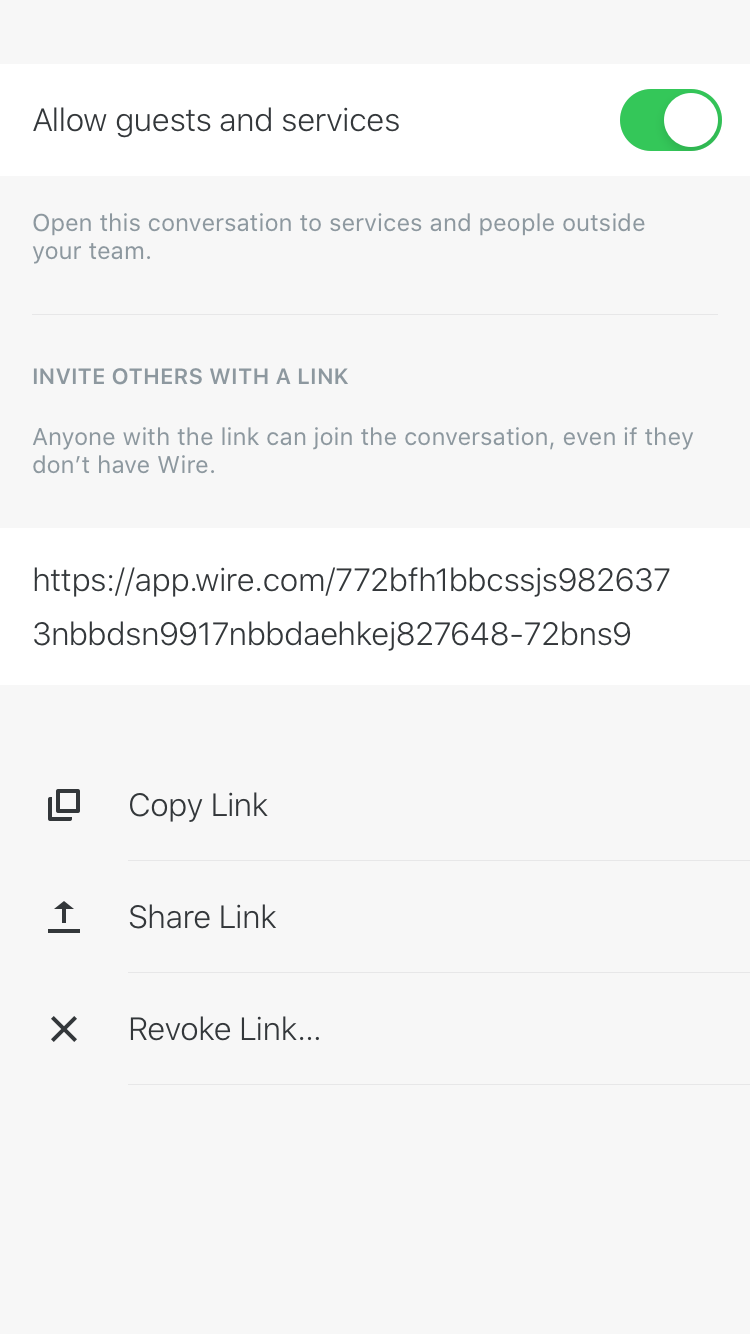 Allow guests and services
Open this conversation to services and people outside
your team.
INVITE OTHERS WITH A LINK
Anyone with the link can join the conversation, even if they
don’t have Wire.
https://app.wire.com/772bfh1bbcssjs982637
3nbbdsn9917nbbdaehkej827648-72bns9
Copy Link
Share Link
Revoke Link...